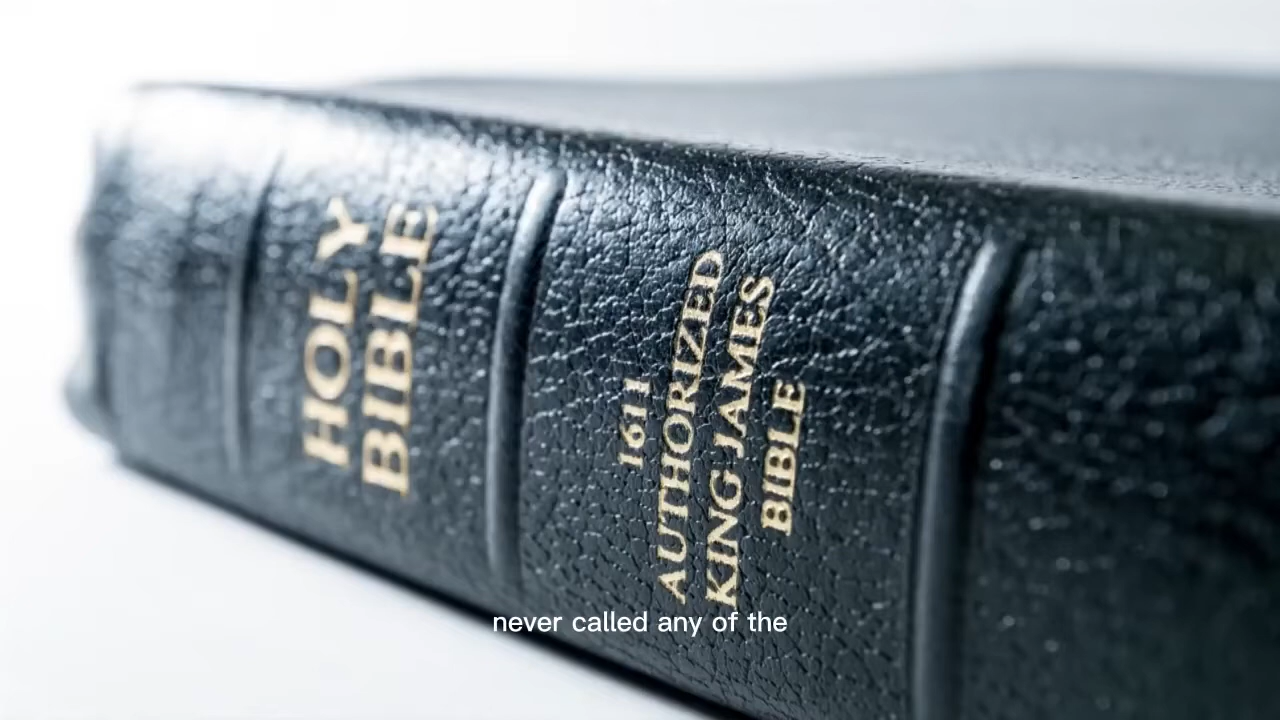 HOLY
BIBLE
1611
AUTHORIZED
KING JAMES
BIBLE
never called any of the